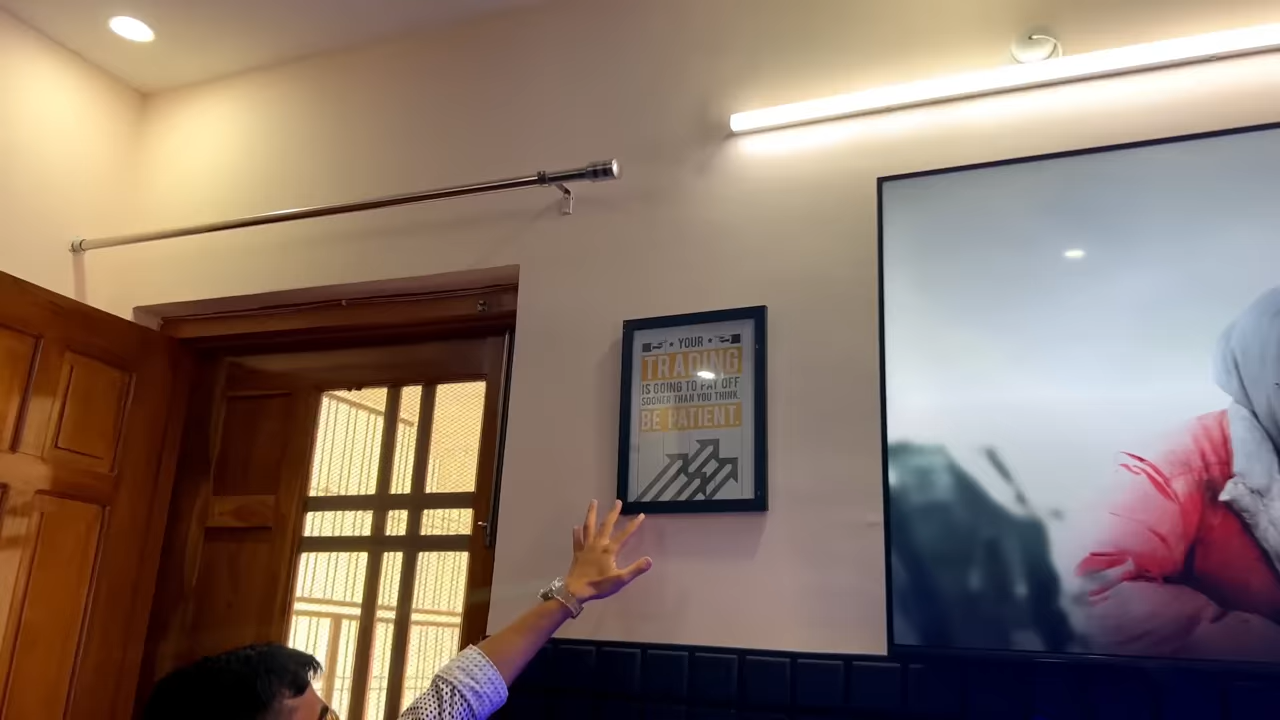 YOUR
TRADING
IS GOING TO PAY OFF
SOONER THAN YOU THINK.
BE PATIENT.